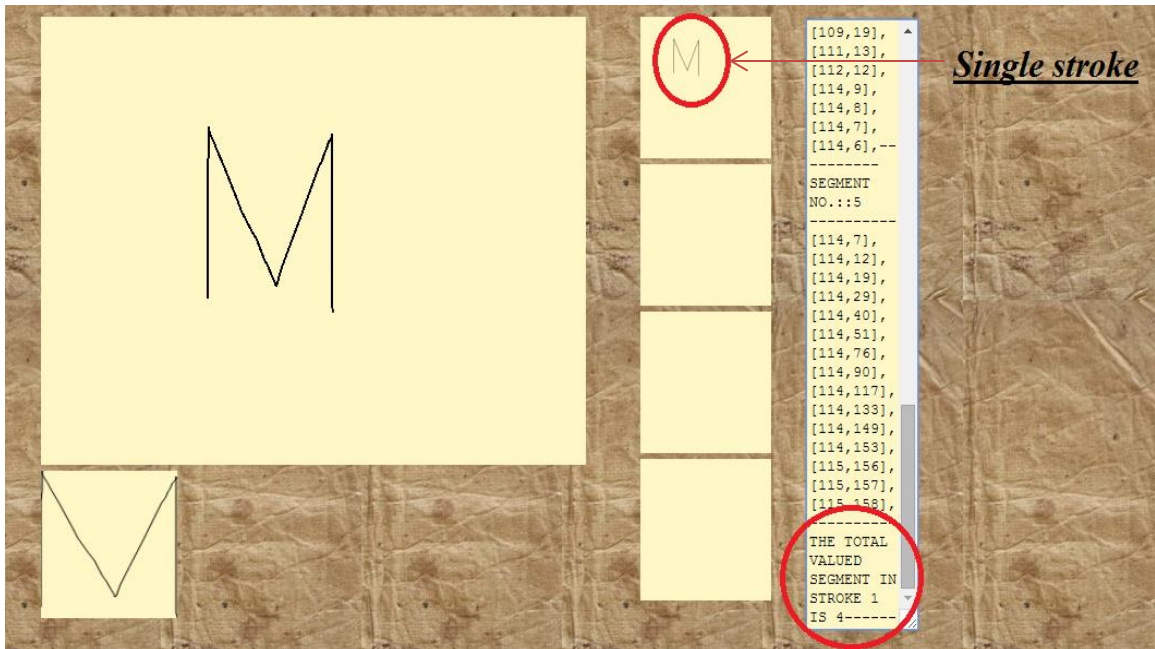 M
M
[109,19],
[111,13],
[112,12],
[114,9],
[114,8],
[114,7],
[114,6],--
--------
SEGMENT
NO.::5
----------
[114,7],
[114,12],
[114,19],
[114,29],
[114,40],
[114,51],
[114,76],
[114,90],
[114,117],
[114,133],
[114,149],
[114,153],
[115,156],
[115,157],
[115,158],
----------
THE TOTAL
VALUED
SEGMENT IN
STROKE 1
IS 4------
Single stroke